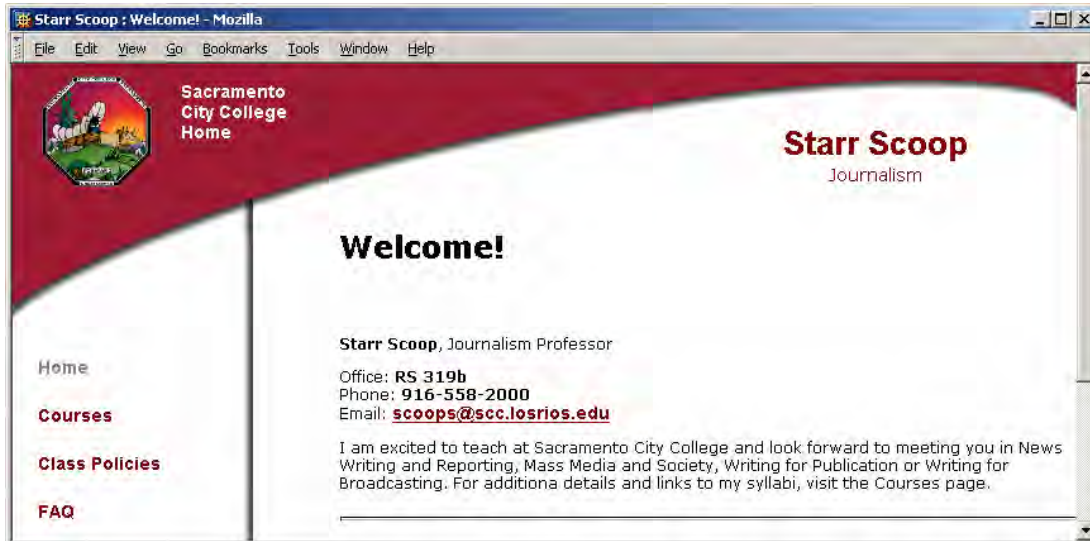 Starr Scoop : Welcome! - Mozilla
File Edit View Go Bookmarks Tools Window Help
Sacramento
City College
Home
Starr Scoop
Journalism
Welcome!
Starr Scoop, Journalism Professor
Office: RS 319b
Phone: 916-558-2000
Email: scoops@scc.losrios.edu
I am excited to teach at Sacramento City College and look forward to meeting you in News
Writing and Reporting, Mass Media and Society, Writing for Publication or Writing for
Broadcasting. For additiona details and links to my syllabi, visit the Courses page.
Home
Courses
Class Policies
FAQ